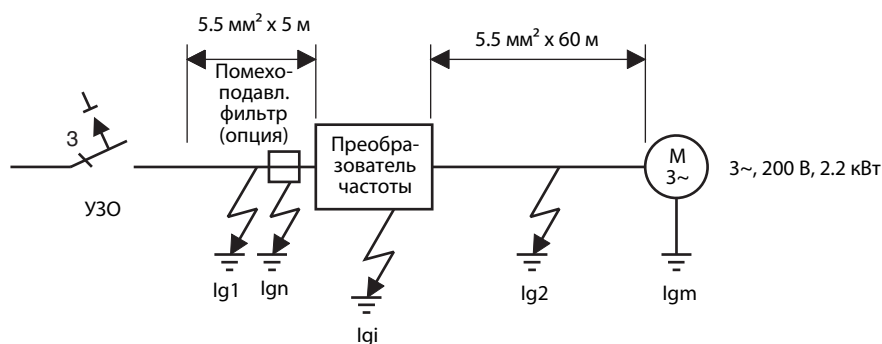 5.5 мм² x 5 м
5.5 мм² x 60 м
Помехо-
подавл.
фильтр
(опция)
Преобра-
зователь
частоты
З
УЗО
М
3~
3~, 200 В, 2.2 кВт
Ig1
Ign
Igi
Ig2
Igm